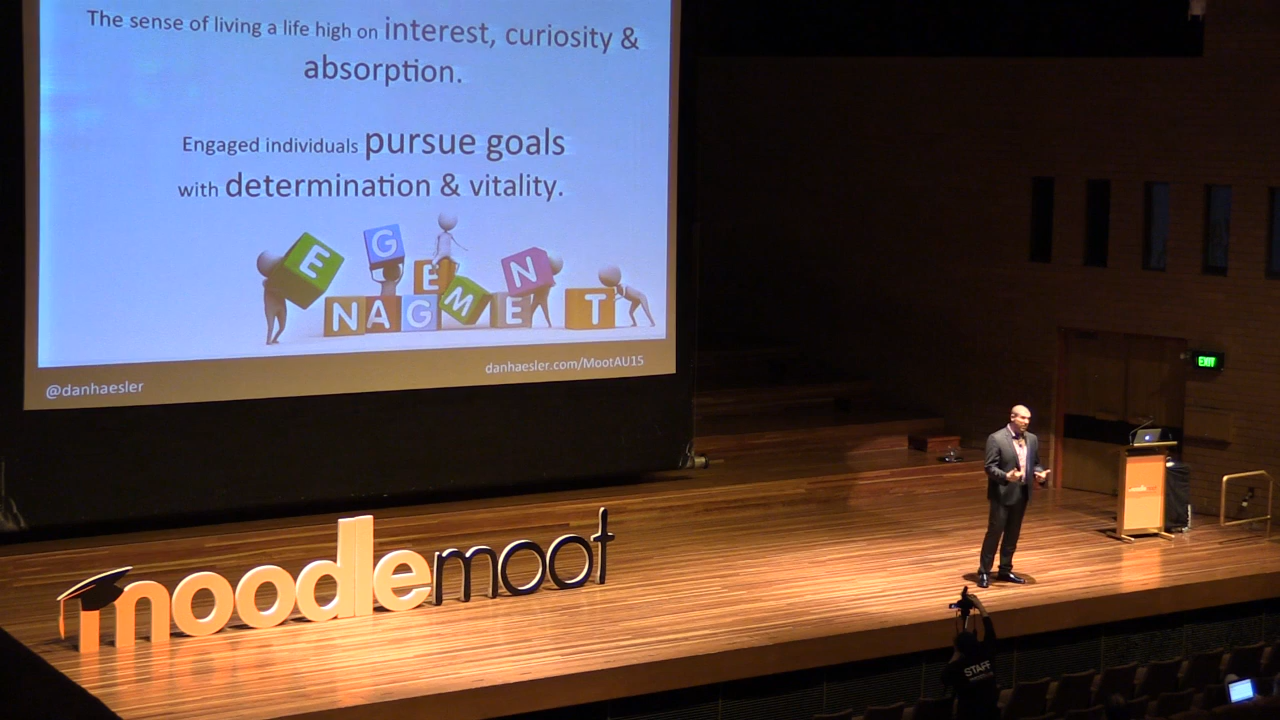 The sense of living a life high on interest, curiosity &
absorption.
Engaged individuals pursue goals
with determination & vitality.
E G E N
NAG M E T
@danhaesler
danhaesler.com/MootAU15
EXIT
moodlemoot
STAFF